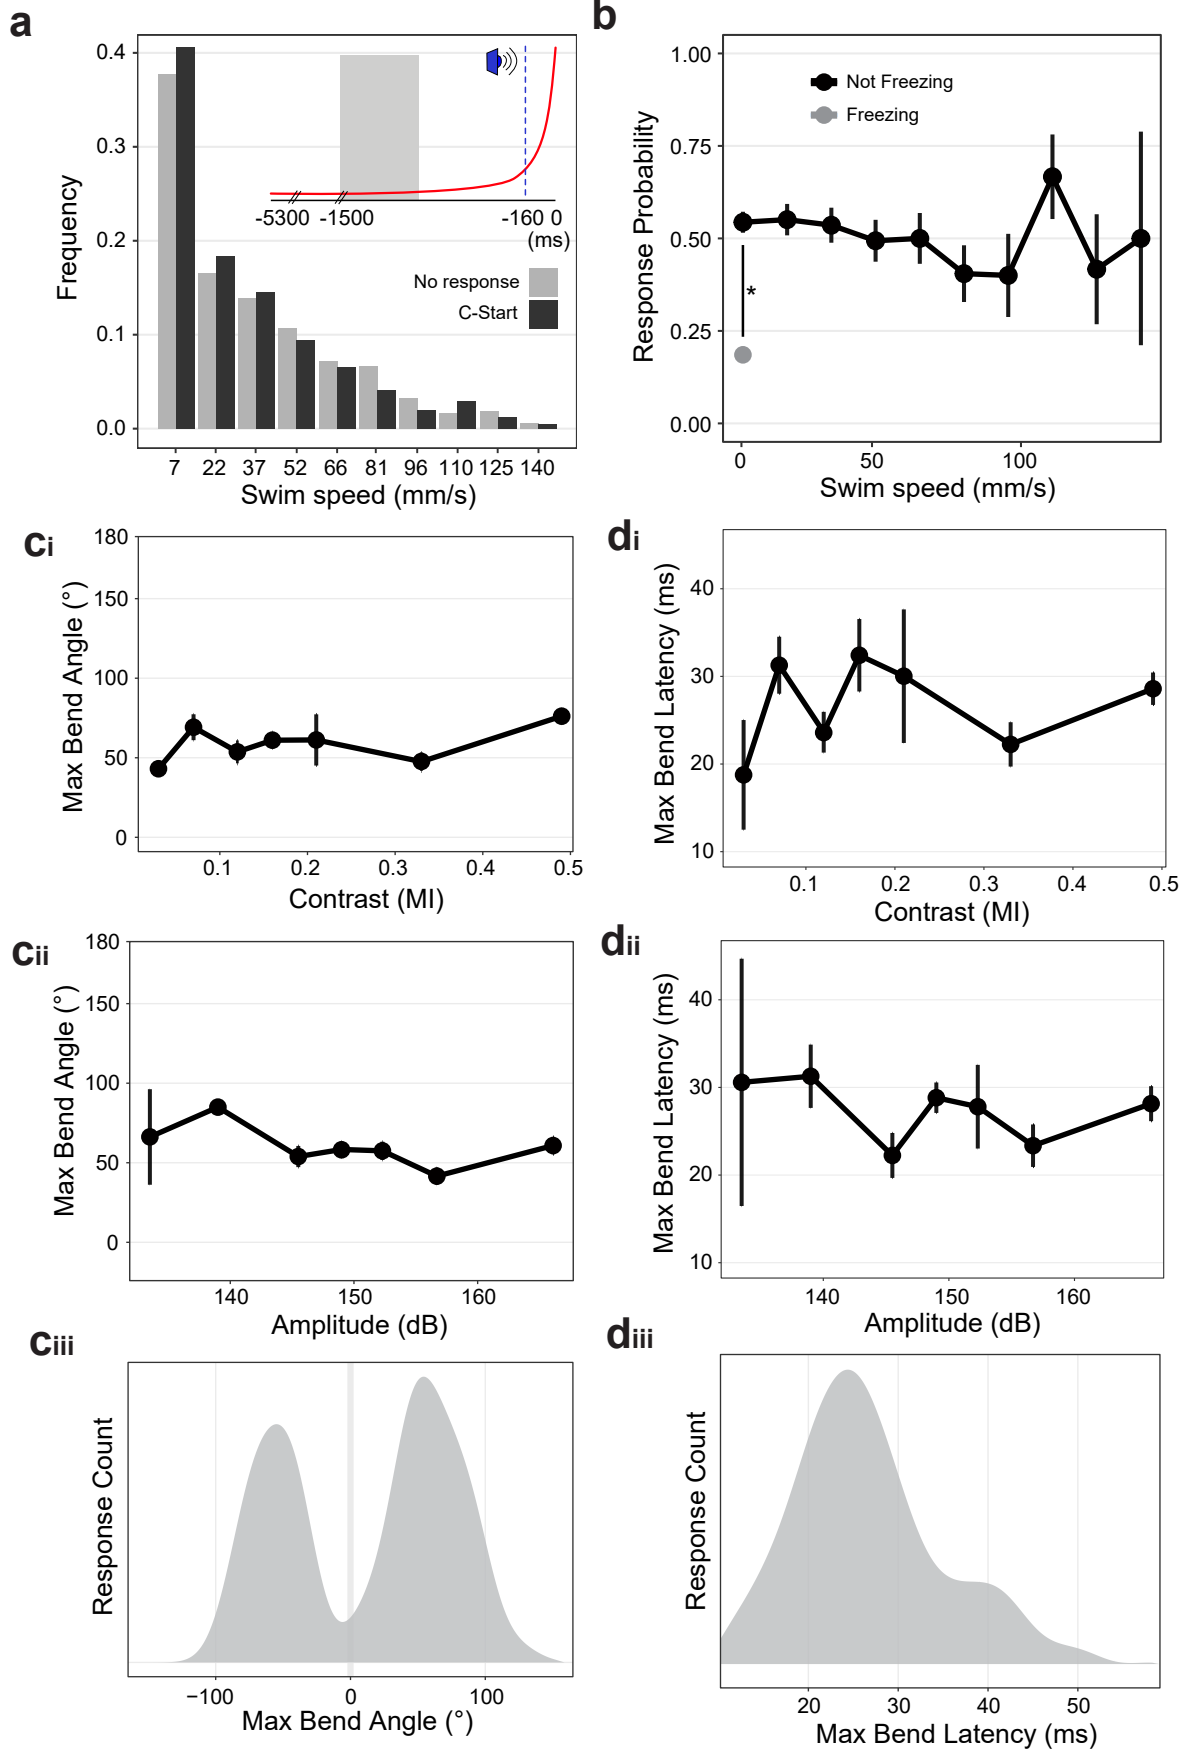 a
0.4
0.3
0.2
0.1
0.0
Frequency
-5300
-1500
-160
0
(ms)
No response
C-Start
7
22
37
52
66
81
96
110
125
140
Swim speed (mm/s)
b
1.00
0.75
0.50
0.25
0.00
Response Probability
Not Freezing
Freezing
*
0
50
100
Swim speed (mm/s)
ci
180
150
100
50
0
Max Bend Angle (°)
0.1
0.2
0.3
0.4
0.5
Contrast (MI)
di
40
30
20
10
Max Bend Latency (ms)
0.1
0.2
0.3
0.4
0.5
Contrast (MI)
cii
180
150
100
50
0
Max Bend Angle (°)
140
150
160
Amplitude (dB)
dii
40
30
20
10
Max Bend Latency (ms)
140
150
160
Amplitude (dB)
ciii
Response Count
−100
0
100
Max Bend Angle (°)
diii
Response Count
20
30
40
50
Max Bend Latency (ms)